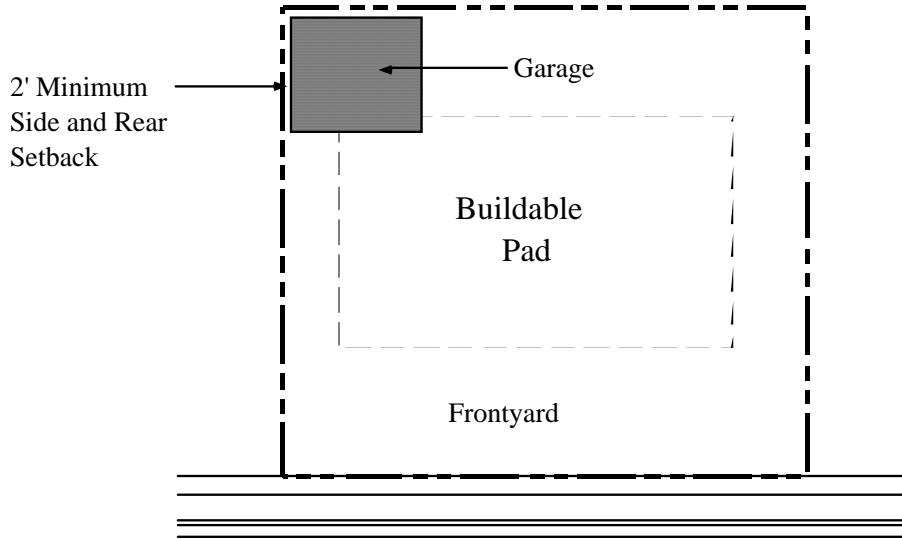 Garage
2' Minimum
Side and Rear
Setback
Buildable
Pad
Frontyard